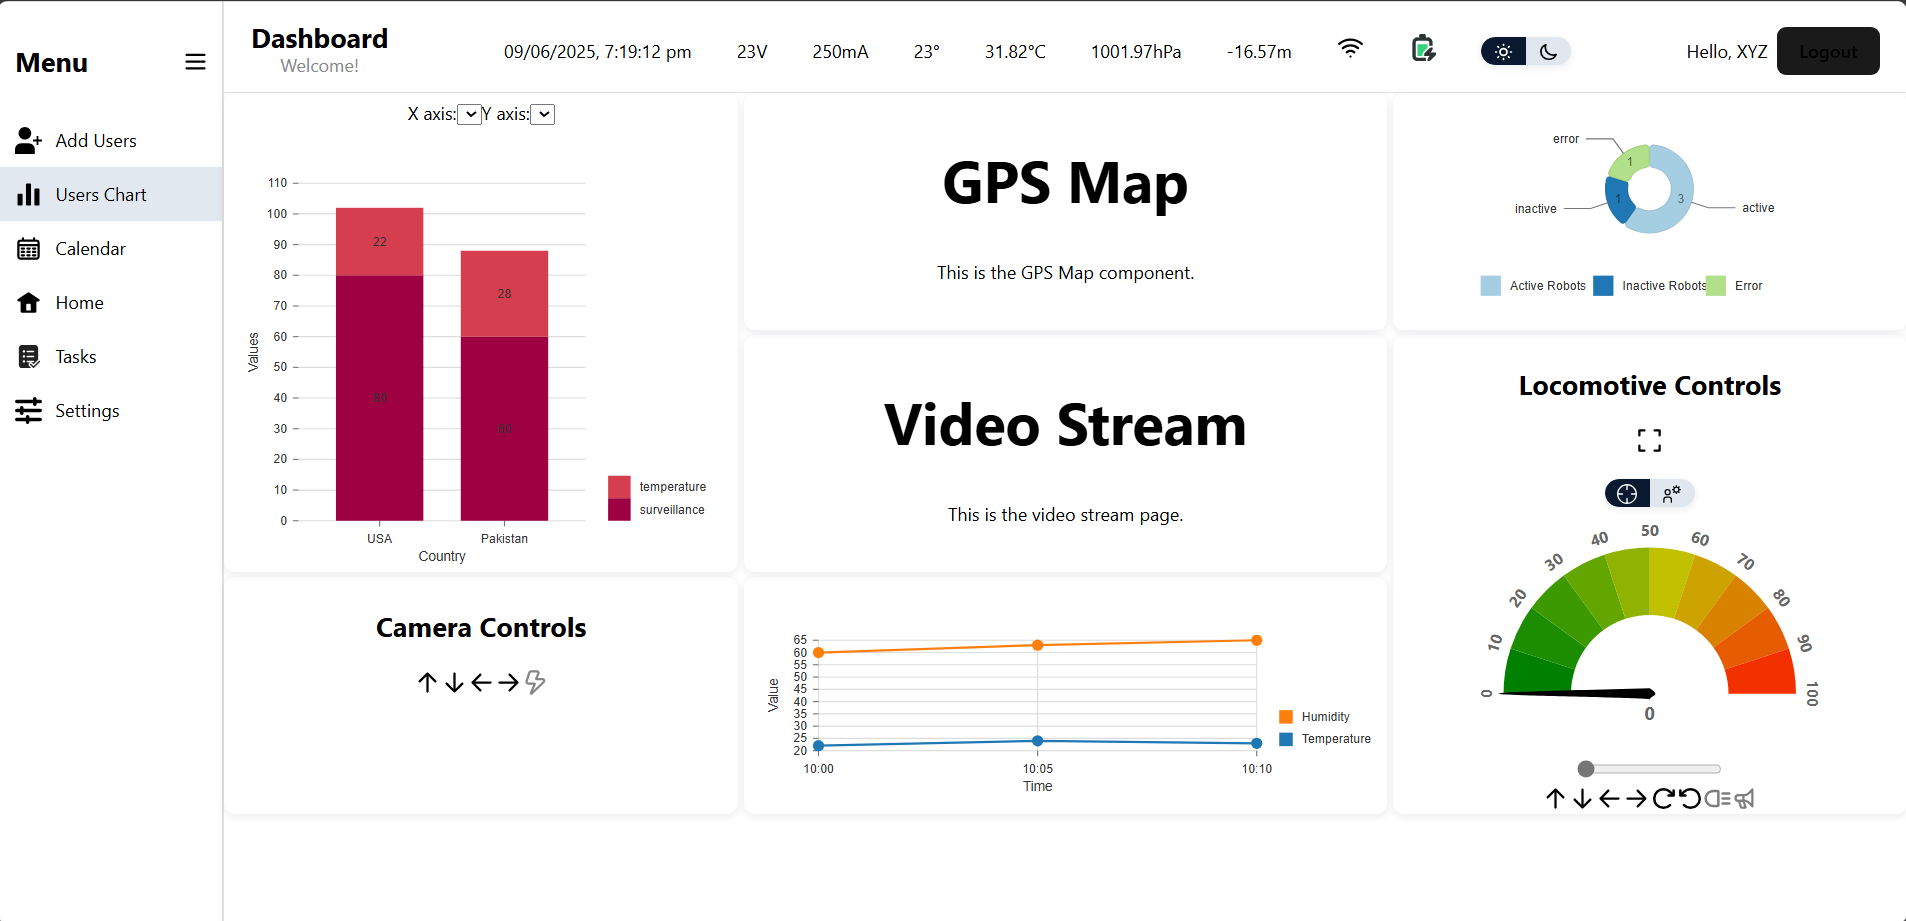 Menu
Add Users
Users Chart
Calendar
Home
Tasks
Settings
Dashboard
Welcome!
09/06/2025, 7:19:12 pm
23V
250mA
23°
31.82°C
1001.97hPa
-16.57m
Hello, XYZ
Logout
X axis: Y axis:
110
100
90
80
70
60
50
40
30
20
10
0
Values
22
28
80
60
USA
Pakistan
Country
temperature
surveillance
GPS Map
This is the GPS Map component.
error
inactive
active
1
1
3
Active Robots
Inactive Robots
Error
Video Stream
This is the video stream page.
Locomotive Controls
0
10
20
30
40
50
60
70
80
90
100
0
Camera Controls
65
60
55
50
45
40
35
30
25
20
Value
10:00
10:05
10:10
Time
Humidity
Temperature